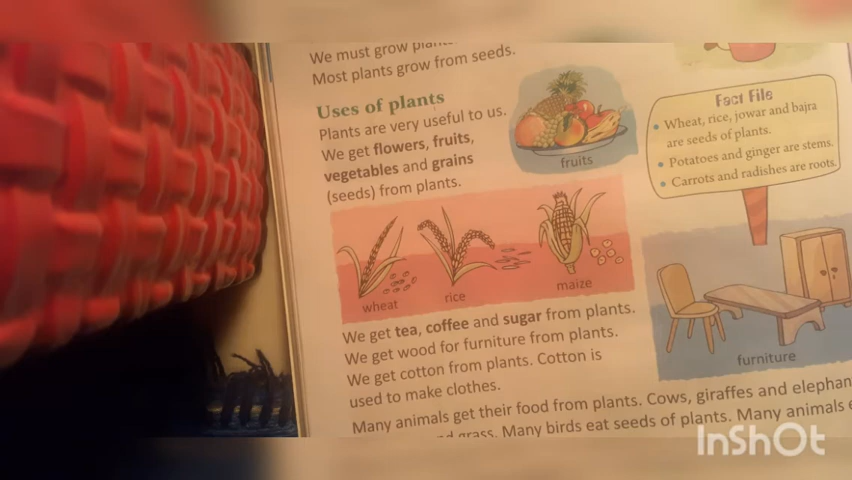 We must grow plants.
Most plants grow from seeds.
Uses of plants
Plants are very useful to us.
We get flowers, fruits,
vegetables and grains
(seeds) from plants.
fruits
Fact File
• Wheat, rice, jowar and bajra
are seeds of plants.
• Potatoes and ginger are stems.
• Carrots and radishes are roots.
wheat
rice
maize
We get tea, coffee and sugar from plants.
We get wood for furniture from plants.
We get cotton from plants. Cotton is
used to make clothes.
furniture
Many animals get their food from plants. Cows, giraffes and elephan
grass. Many birds eat seeds of plants. Many animals
InShOt